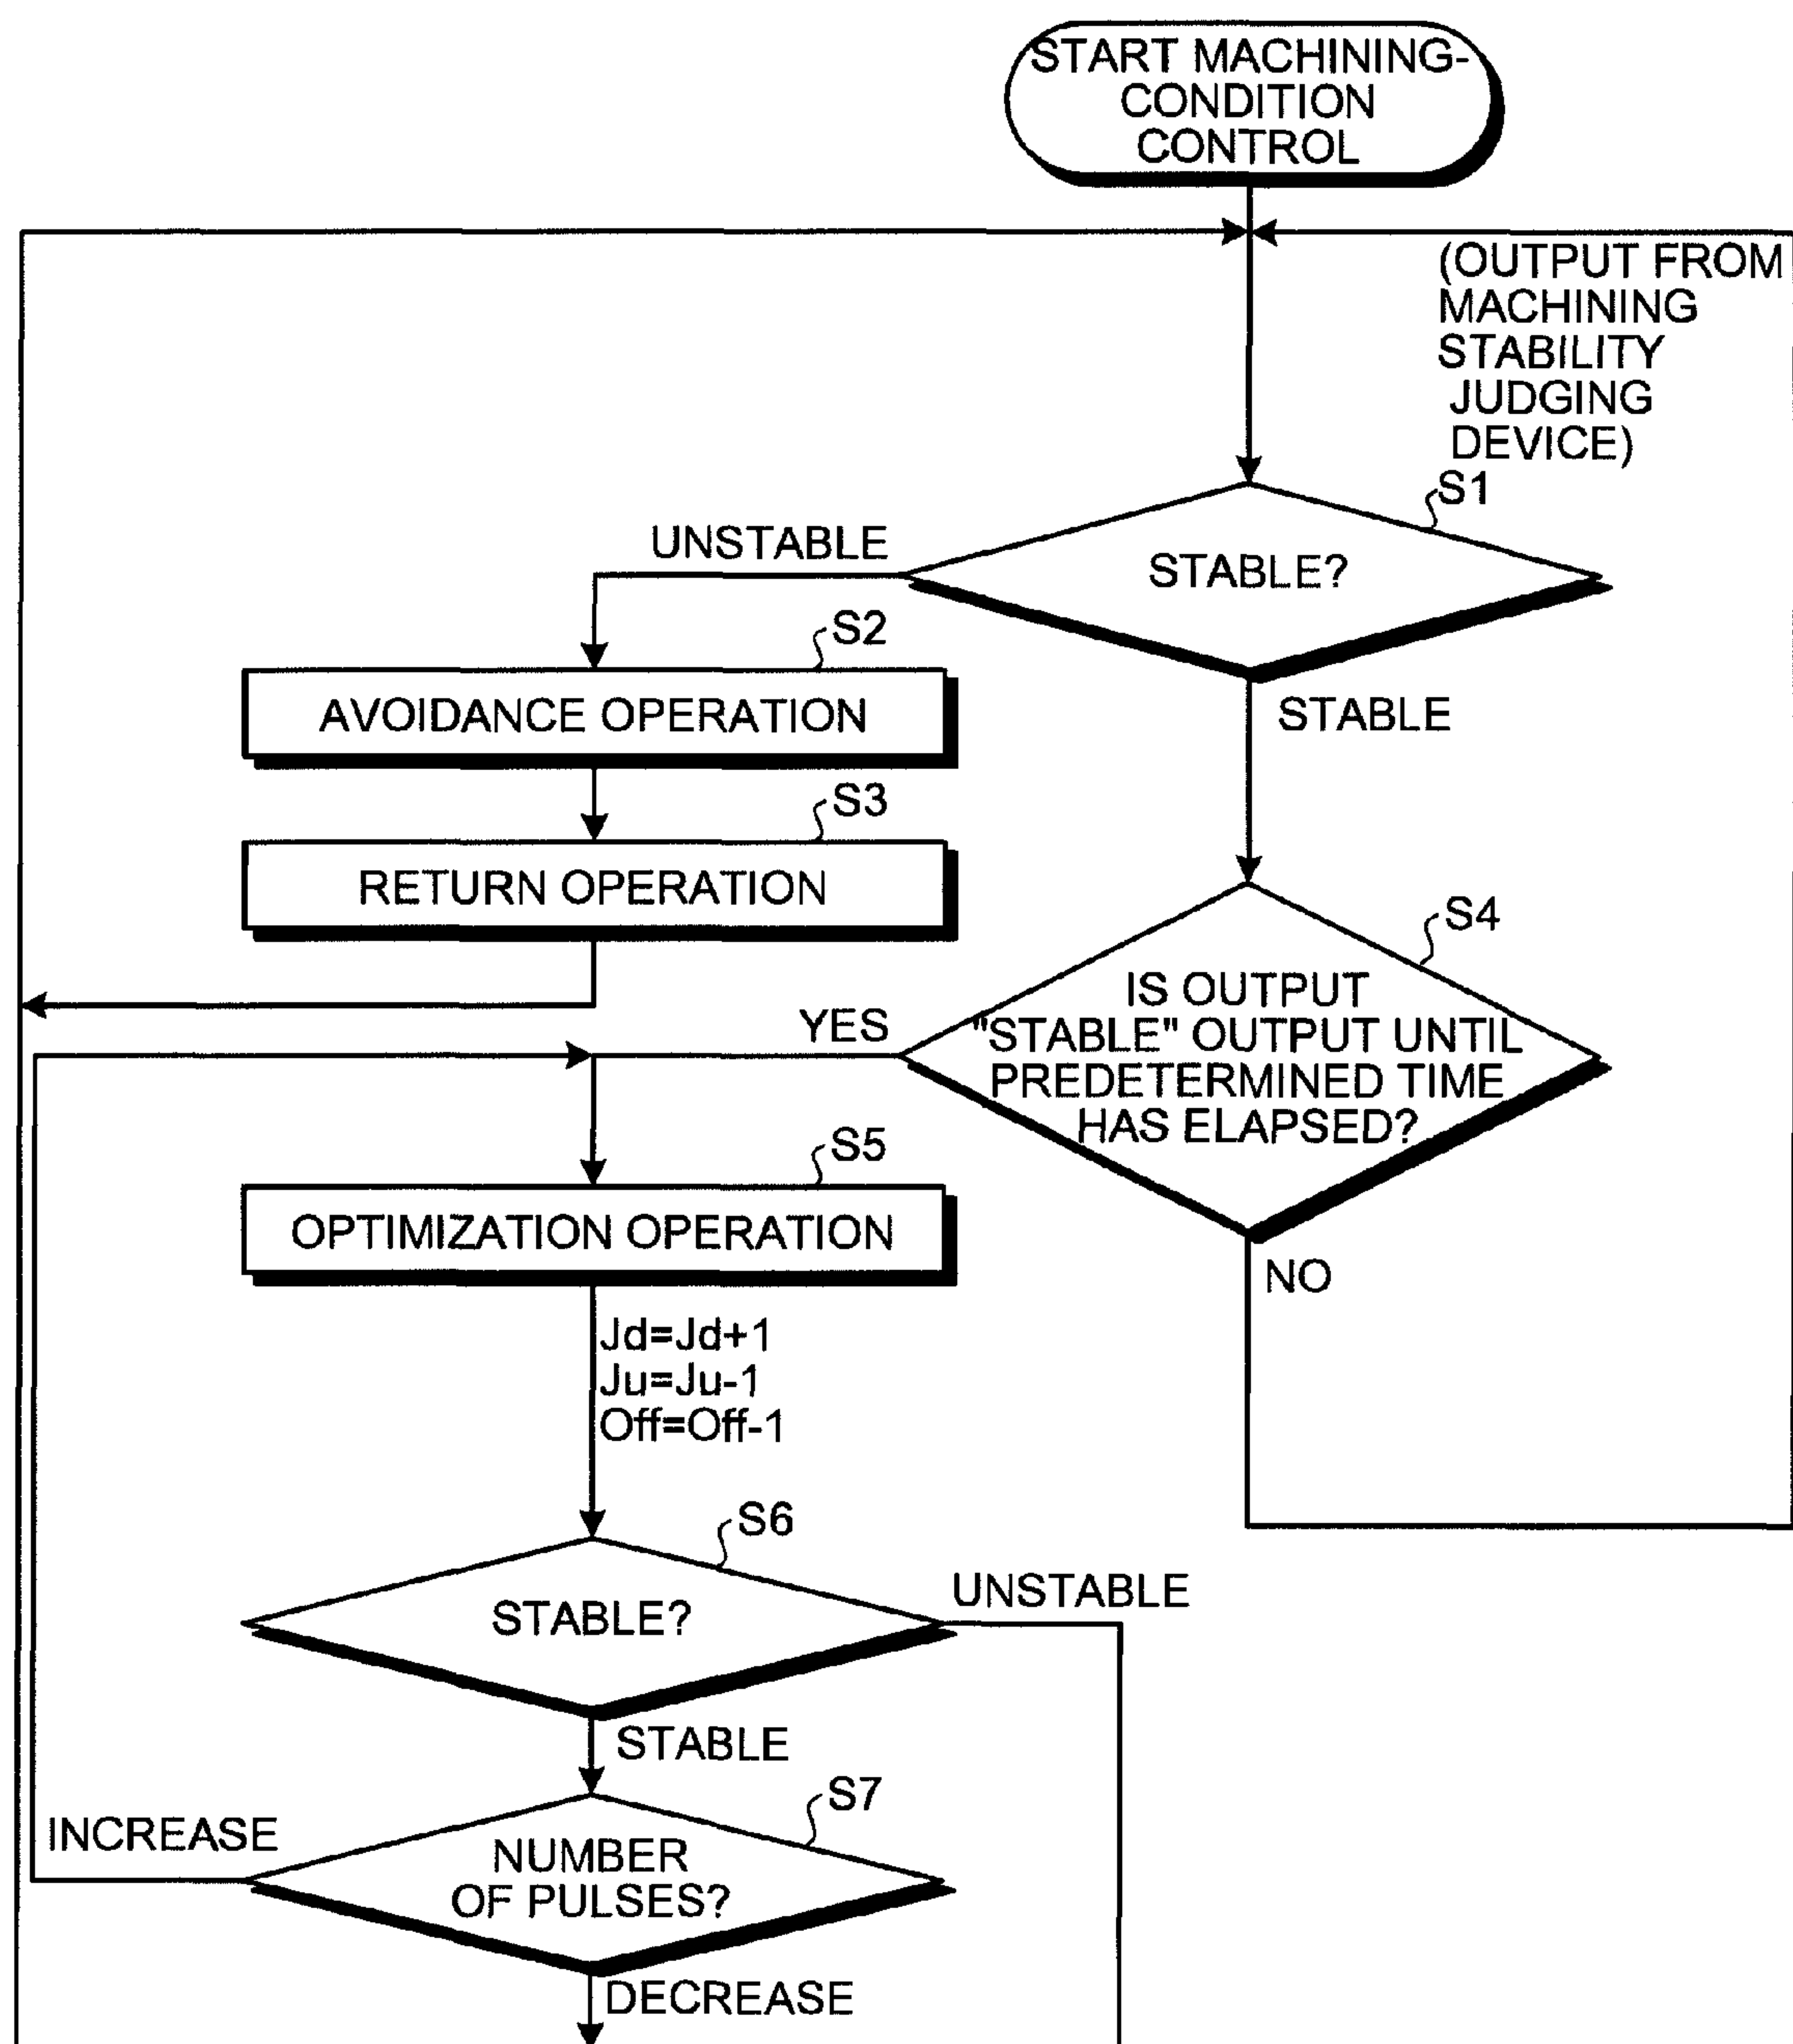 START MACHINING-
CONDITION
CONTROL
(OUTPUT FROM
MACHINING
STABILITY
JUDGING
DEVICE)
S1
UNSTABLE
STABLE?
S2
AVOIDANCE OPERATION
STABLE
S3
RETURN OPERATION
S4
IS OUTPUT
"STABLE" OUTPUT UNTIL
PREDETERMINED TIME
HAS ELAPSED?
YES
S5
OPTIMIZATION OPERATION
NO
Jd=Jd+1
Ju=Ju-1
Off=Off-1
S6
UNSTABLE
STABLE?
STABLE
S7
INCREASE
NUMBER
OF PULSES?
DECREASE